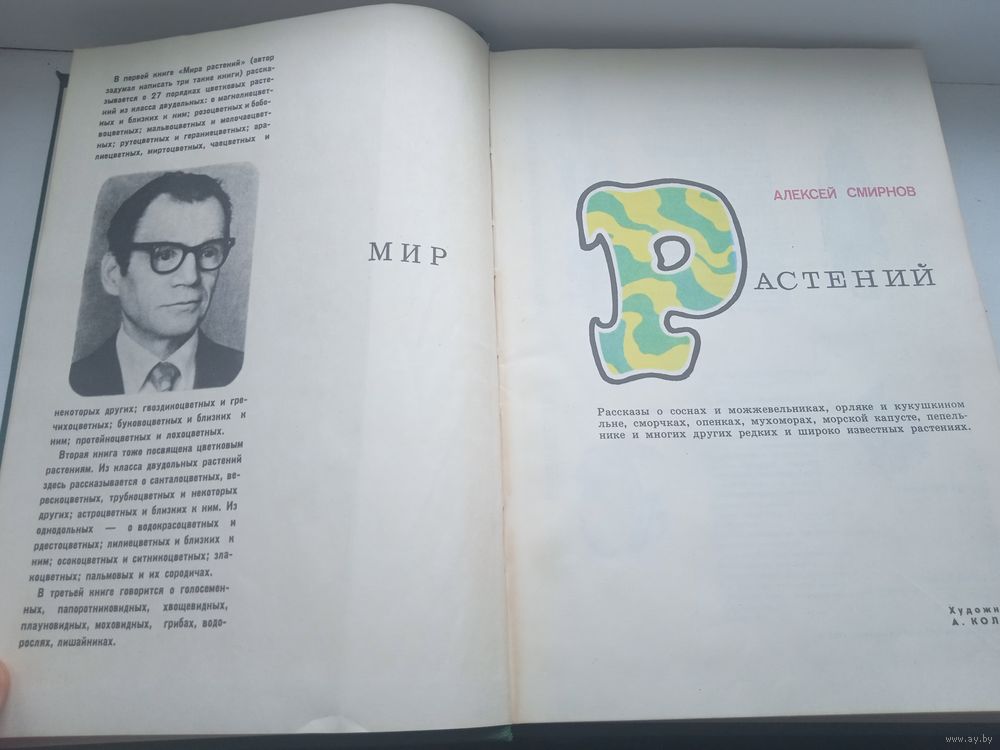 В первой книге «Мира растений» (автор
задумал написать три такие книги) расска-
зывается о 27 порядках цветковых расте-
ний из класса двудольных: о магнолиецвет-
ных и близких к ним; розоцветных и бобо-
воцветных; мальвоцветных и молочаецвет-
ных; рутоцветных и гераниецветных; ара-
лиецветных, миртоцветных, чаецветных и
некоторых других; гвоздикоцветных и гре-
чихоцветных; буковоцветных и близких к
ним; протейноцветных и лохоцветных.
Вторая книга тоже посвящена цветковым
растениям. Из класса двудольных растений
здесь рассказывается о санталоцветных, ве-
рескоцветных, трубкоцветных и некоторых
других; астроцветных и близких к ним. Из
однодольных — о водокрасоцветных и
рдестоцветных; лилиецветных и близких к
ним; осокоцветных и ситникоцветных; зла-
коцветных; пальмовых и их сородичах.
В третьей книге говорится о голосемен-
ных, папоротниковидных, хвощевидных,
плауновидных, моховидных, грибах, водо-
рослях, лишайниках.
МИР
АЛЕКСЕЙ СМИРНОВ
РАСТЕНИЙ
Рассказы о соснах и можжевельниках, орляке и кукушкином
льне, сморчках, опенках, мухоморах, морской капусте, пепель-
нике и многих других редких и широко известных растениях.
Художн
А. КОЛ
www.ay.by